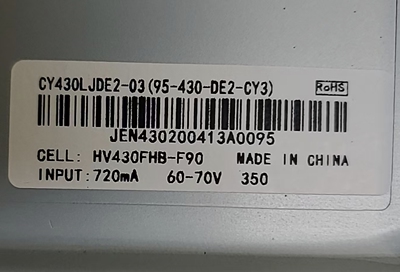 CY430LJDE2-03(95-430-DE2-CY3) RoHS
JEN430200413A0095
CELL: HV430FHB-F90 MADE IN CHINA
INPUT:720mA 60-70V 350